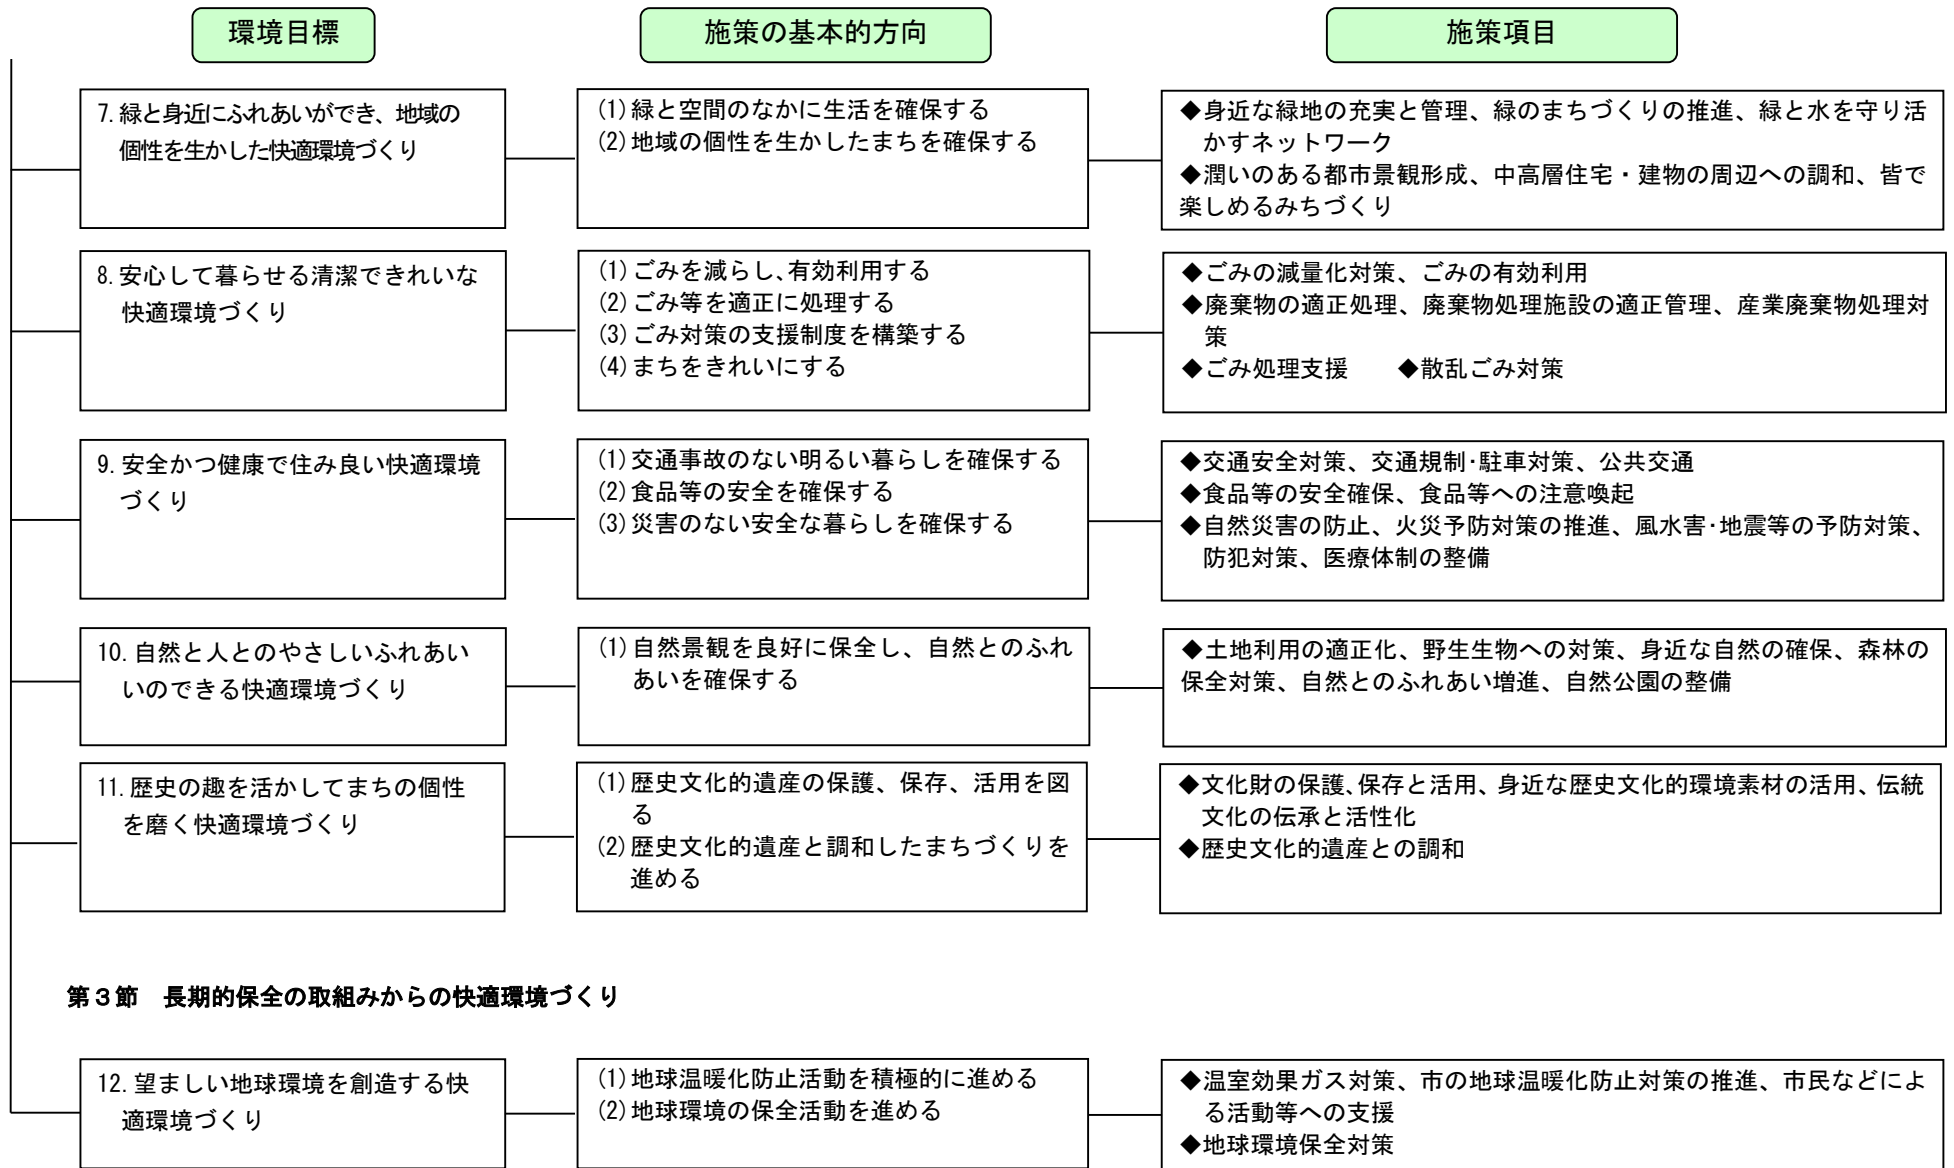 環境目標
施策の基本的方向
施策項目
7. 緑と身近にふれあいができ、地域の
個性を生かした快適環境づくり
(1) 緑と空間のなかに生活を確保する
(2) 地域の個性を生かしたまちを確保する
◆身近な緑地の充実と管理、緑のまちづくりの推進、緑と水を守り活
かすネットワーク
◆潤いのある都市景観形成、中高層住宅・建物の周辺への調和、皆で
楽しめるみちづくり
8. 安心して暮らせる清潔できれいな
快適環境づくり
(1) ごみを減らし、有効利用する
(2) ごみ等を適正に処理する
(3) ごみ対策の支援制度を構築する
(4) まちをきれいにする
◆ごみの減量化対策、ごみの有効利用
◆廃棄物の適正処理、廃棄物処理施設の適正管理、産業廃棄物処理対
策
◆ごみ処理支援　　◆散乱ごみ対策
9. 安全かつ健康で住み良い快適環境
づくり
(1) 交通事故のない明るい暮らしを確保する
(2) 食品等の安全を確保する
(3) 災害のない安全な暮らしを確保する
◆交通安全対策、交通規制・駐車対策、公共交通
◆食品等の安全確保、食品等への注意喚起
◆自然災害の防止、火災予防対策の推進、風水害・地震等の予防対策、
防犯対策、医療体制の整備
10. 自然と人とのやさしいふれあい
いのできる快適環境づくり
(1) 自然景観を良好に保全し、自然とのふれ
あいを確保する
◆土地利用の適正化、野生生物への対策、身近な自然の確保、森林の
保全対策、自然とのふれあい増進、自然公園の整備
11. 歴史の趣を活かしてまちの個性
を磨く快適環境づくり
(1) 歴史文化的遺産の保護、保存、活用を図
る
(2) 歴史文化的遺産と調和したまちづくりを
進める
◆文化財の保護、保存と活用、身近な歴史文化的環境素材の活用、伝統
文化の伝承と活性化
◆歴史文化的遺産との調和
第３節　長期的保全の取組みからの快適環境づくり
12. 望ましい地球環境を創造する快
適環境づくり
(1) 地球温暖化防止活動を積極的に進める
(2) 地球環境の保全活動を進める
◆温室効果ガス対策、市の地球温暖化防止対策の推進、市民などによ
る活動等への支援
◆地球環境保全対策